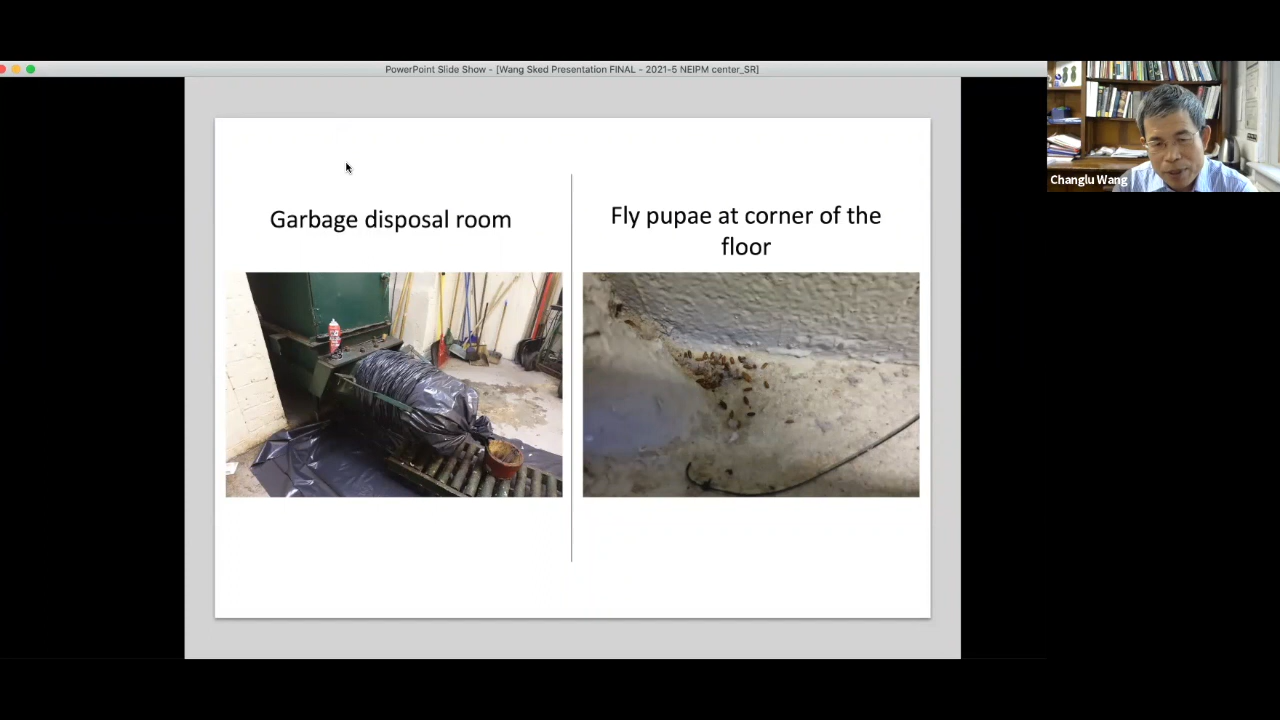 PowerPoint Slide Show - [Wang Sked Presentation FINAL - 2021-5 NEIPM center_SR]
Changlu Wang
Garbage disposal room
Fly pupae at corner of the
floor